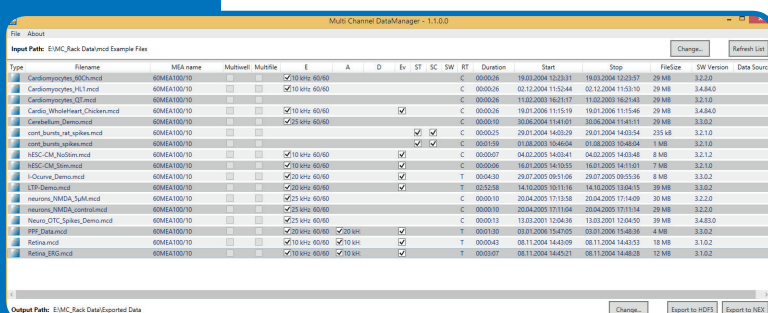 Multi Channel DataManager - 1.1.0.0
File About
Input Path: E:\MC_Rack Data\mcd Example Files Change... Refresh List
Type Filename MEA name Multiwell Multifile E A D Ev ST SC SW RT Duration Start Stop FileSize SW Version Data Sourc
Cardiomyocytes_60Ch.mcd 60MEA100/10 10 kHz 60/60 C 00:00:26 19.03.2004 12:23:31 19.03.2004 12:23:57 29 MB 3.2.2.0
Cardiomyocytes_HL1.mcd 60MEA100/10 10 kHz 60/60 C 00:00:26 02.12.2004 11:52:44 02.12.2004 11:53:10 29 MB 3.4.84.0
Cardiomyocytes_QT.mcd 60MEA100/10 C 00:00:26 11.02.2003 16:21:17 11.02.2003 16:21:43 29 MB 3.2.1.0
Cardio_WholeHeart_Chicken.mcd 60MEA100/10 10 kHz 60/60 C 00:00:26 19.01.2006 11:15:19 19.01.2006 11:15:46 29 MB 3.4.84.0
Cerebellum_Demo.mcd 60MEA100/10 25 kHz 60/60 C 00:00:10 30.06.2004 11:41:01 30.06.2004 11:41:11 29 MB 3.3.0.2
cont_bursts_rat_spikes.mcd 60MEA100/10 C 00:00:25 29.01.2004 14:03:29 29.01.2004 14:03:54 235 kB 3.2.1.0
cont_bursts_spikes.mcd 60MEA100/10 C 00:01:59 01.08.2003 10:46:04 01.08.2003 10:48:04 1 MB 3.2.1.0
hESC-CM_NoStim.mcd 60MEA100/10 10 kHz 60/60 C 00:00:07 04.02.2005 14:03:41 04.02.2005 14:03:48 8 MB 3.2.1.2
hESC-CM_Stim.mcd 60MEA100/10 10 kHz 60/60 C 00:00:06 16.01.2005 14:10:55 16.01.2005 14:11:01 7 MB 3.2.1.0
I-Ocurve_Demo.mcd 60MEA100/10 20 kHz 60/60 T 00:04:30 29.07.2005 09:51:06 29.07.2005 09:55:36 8 MB 3.3.0.2
LTP-Demo.mcd 60MEA100/10 20 kHz 60/60 T 02:52:58 14.10.2005 10:11:16 14.10.2005 13:04:15 39 MB 3.3.0.2
neurons_NMDA_5µM.mcd 60MEA100/10 25 kHz 60/60 C 00:00:10 20.04.2005 17:13:58 20.04.2005 17:14:09 30 MB 3.2.2.0
neurons_NMDA_control.mcd 60MEA100/10 25 kHz 60/60 C 00:00:10 20.04.2005 17:11:04 20.04.2005 17:11:14 29 MB 3.2.2.0
Neuro_OTC_Spikes_Demo.mcd 60MEA100/10 25 kHz 60/60 C 00:00:13 13.03.2001 12:04:36 13.03.2001 12:04:50 39 MB 3.4.83.0
PPF_Data.mcd 60MEA100/10 20 kHz 60/60 20 kH: T 00:01:30 03.01.2006 15:47:05 03.01.2006 15:48:36 4 MB 3.3.0.2
Retina.mcd 60MEA100/10 10 kHz 60/60 10 kH: T 00:00:43 08.11.2004 14:43:09 08.11.2004 14:43:53 18 MB 3.1.0.2
Retina_ERG.mcd 60MEA100/10 10 kHz 60/60 10 kH: T 00:03:07 08.11.2004 14:45:21 08.11.2004 14:48:28 12 MB 3.1.0.2
Output Path: E:\MC_Rack Data\Exported Data Change... Export to HDF5 Export to NEX